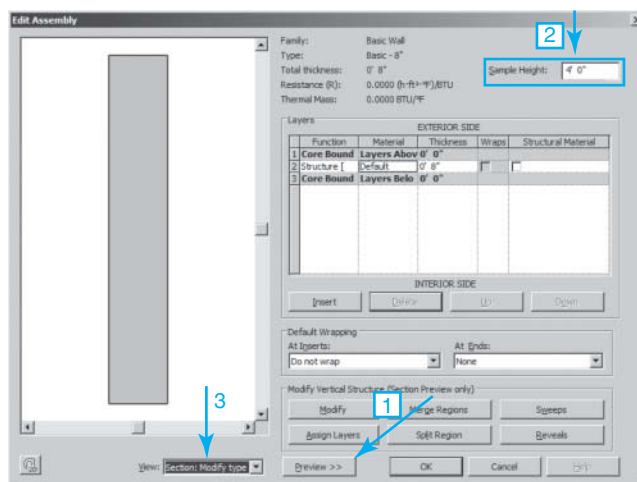 Edit Assembly
Family: Basic Wall
Type: Basic - 8"
Total thickness: 0' 8"
Resistance (R): 0.0000 (h·ft²·°F)/BTU
Thermal Mass: 0.0000 BTU/°F
2
Sample Height: 4' 0"
Layers
EXTERIOR SIDE
Function Material Thickness Wraps Structural Material
1 Core Bound Layers Abov 0' 0"
2 Structure [ Default 0' 8"
3 Core Bound Layers Belo 0' 0"
INTERIOR SIDE
Insert Delete Up Down
Default Wrapping
At Inserts: At Ends:
Do not wrap None
Modify Vertical Structure (Section Preview only)
Modify Merge Regions Sweeps
Assign Layers Split Region Reveals
1
3
View: Section: Modify type Preview >> OK Cancel Help